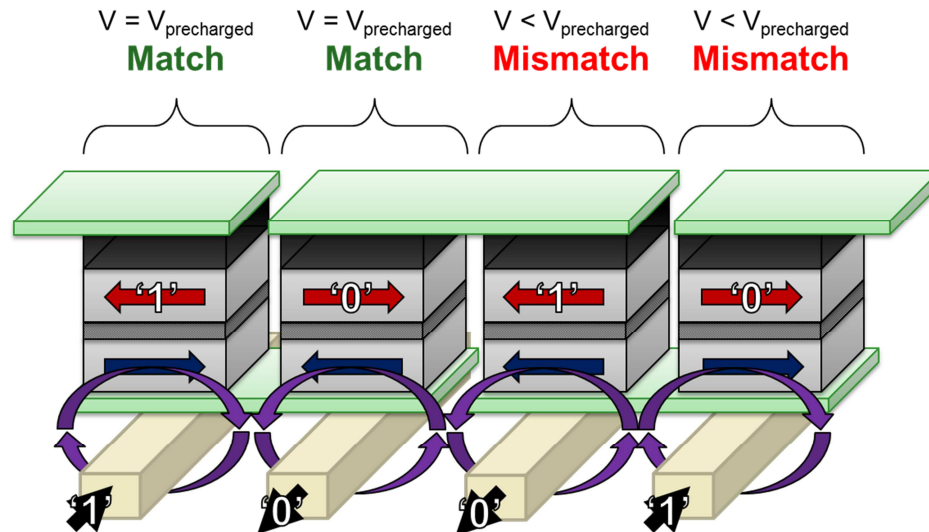 V = Vprecharged V = Vprecharged V < Vprecharged V < Vprecharged
Match Match Mismatch Mismatch
‘1’ ‘0’ ‘1’ ‘0’
‘1’ ‘0’ ‘0’ ‘1’